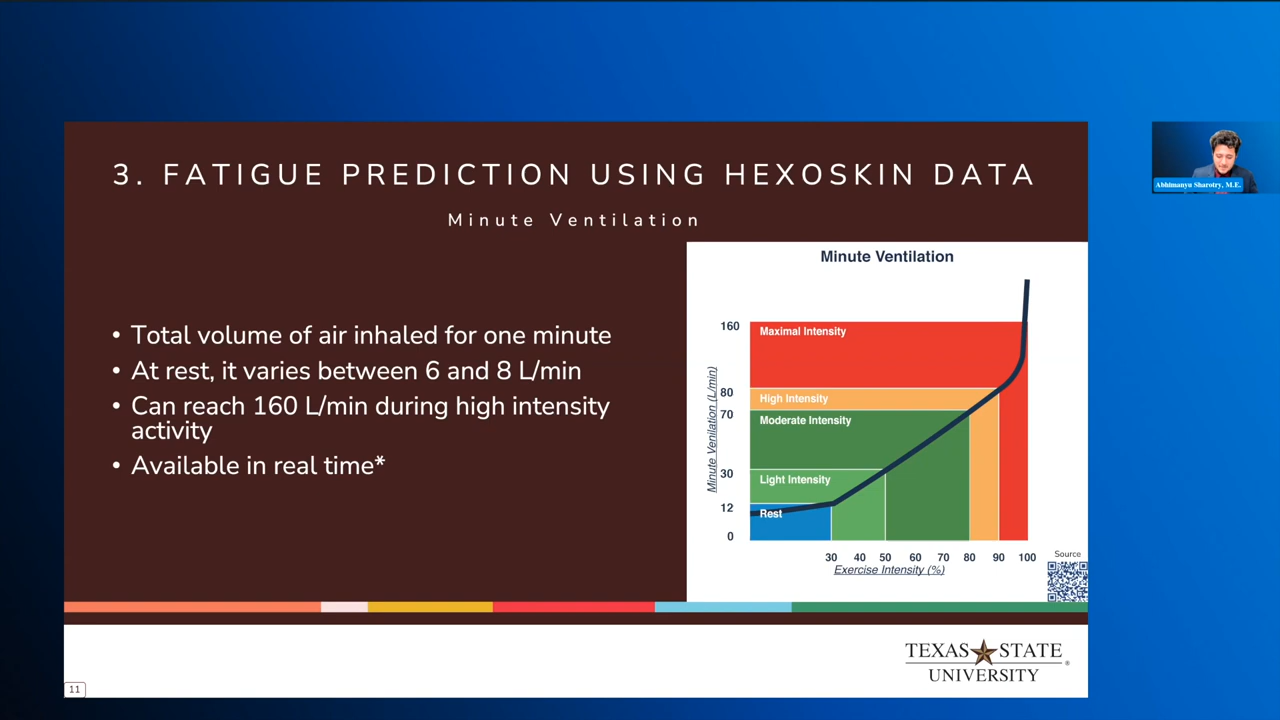 3. FATIGUE PREDICTION USING HEXOSKIN DATA
Minute Ventilation
• Total volume of air inhaled for one minute
• At rest, it varies between 6 and 8 L/min
• Can reach 160 L/min during high intensity
activity
• Available in real time*
Minute Ventilation
160
Maximal Intensity
80
High Intensity
70
Moderate Intensity
30
Light Intensity
12
Rest
0
Minute Venilation (L/min)
30 40 50 60 70 80 90 100
Exercise Intensity (%)
Source
Abhimanyu Sharotry, M.E.
TEXAS STATE
UNIVERSITY
®
11